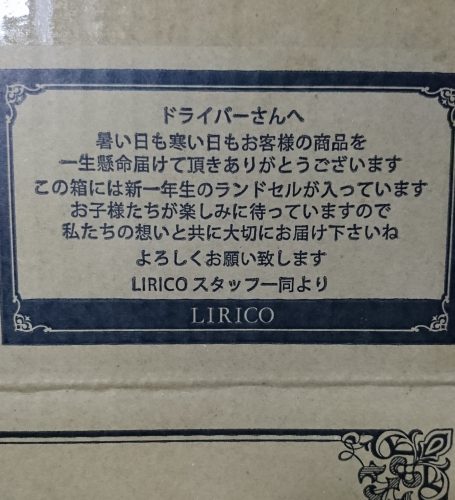 ドライバーさんへ
暑い日も寒い日もお客様の商品を
一生懸命届けて頂きありがとうございます
この箱には新一年生のランドセルが入っています
お子様たちが楽しみに待っていますので
私たちの想いと共に大切にお届け下さいね
よろしくお願い致します
LIRICO スタッフ一同より
LIRICO